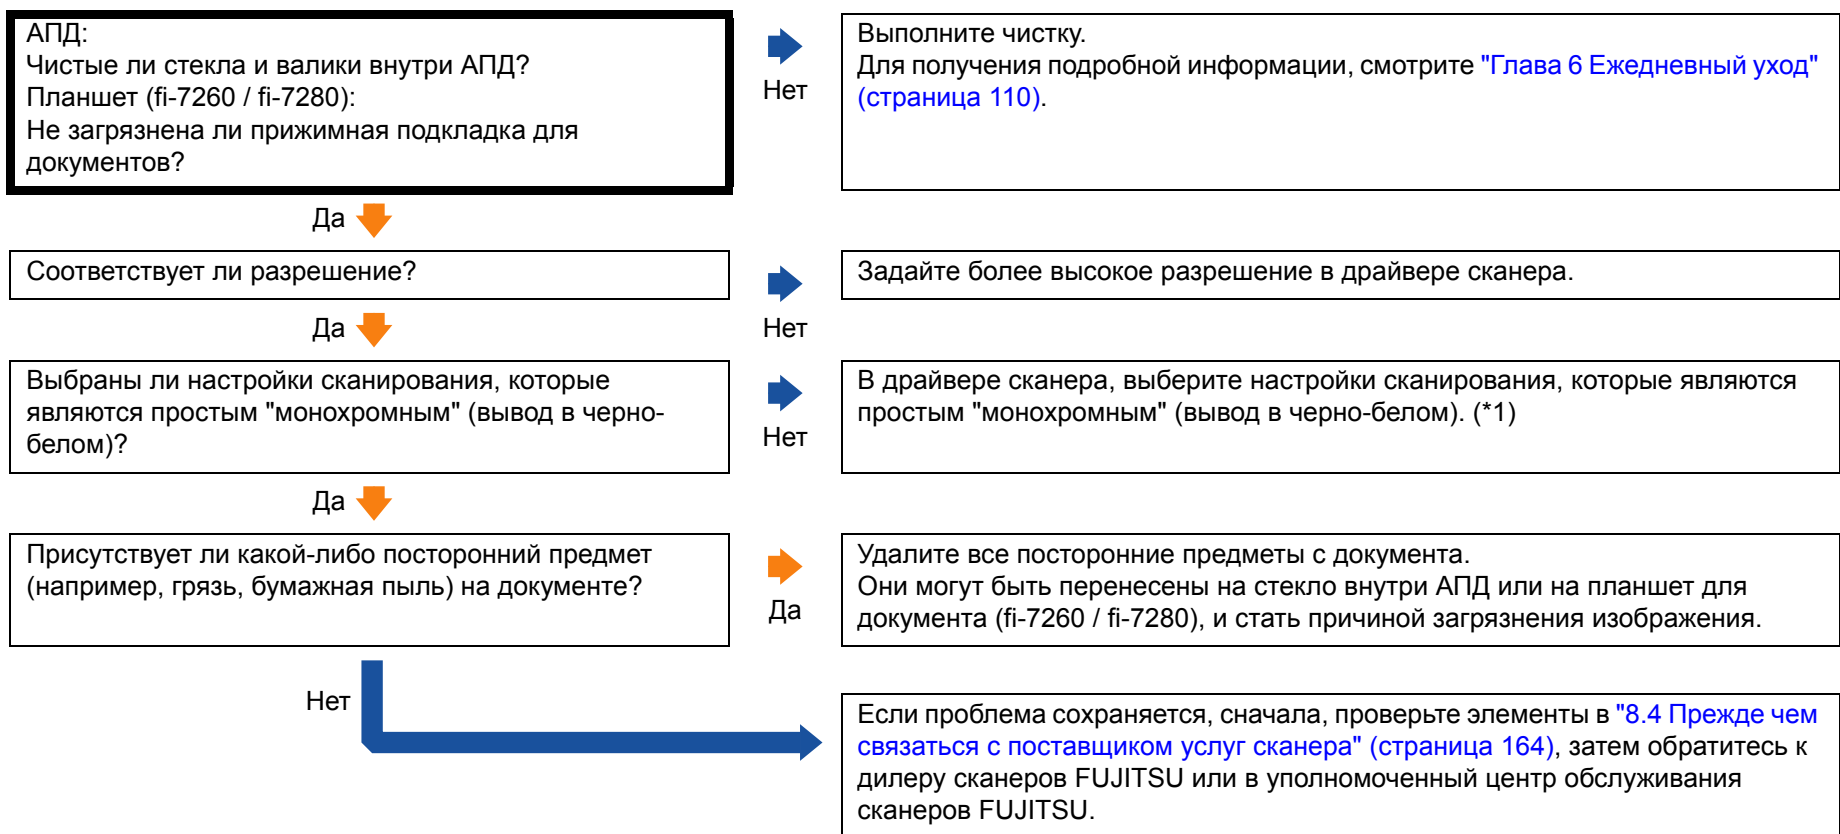 АПД:
Чистые ли стекла и валики внутри АПД?
Планшет (fi-7260 / fi-7280):
Не загрязнена ли прижимная подкладка для
документов?
Нет
Выполните чистку.
Для получения подробной информации, смотрите "Глава 6 Ежедневный уход"
(страница 110).
Да
Соответствует ли разрешение?
Нет
Задайте более высокое разрешение в драйвере сканера.
Да
Выбраны ли настройки сканирования, которые
являются простым "монохромным" (вывод в черно-
белом)?
Нет
В драйвере сканера, выберите настройки сканирования, которые являются
простым "монохромным" (вывод в черно-белом). (*1)
Да
Присутствует ли какой-либо посторонний предмет
(например, грязь, бумажная пыль) на документе?
Да
Удалите все посторонние предметы с документа.
Они могут быть перенесены на стекло внутри АПД или на планшет для
документа (fi-7260 / fi-7280), и стать причиной загрязнения изображения.
Нет
Если проблема сохраняется, сначала, проверьте элементы в "8.4 Прежде чем
связаться с поставщиком услуг сканера" (страница 164), затем обратитесь к
дилеру сканеров FUJITSU или в уполномоченный центр обслуживания
сканеров FUJITSU.